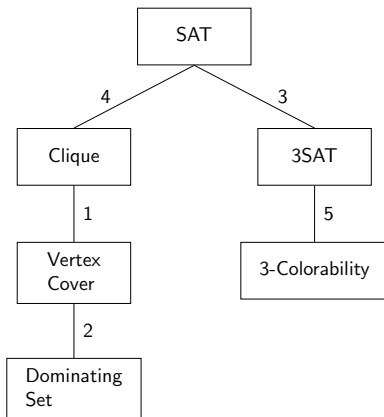 SAT
4
3
Clique
3SAT
1
5
Vertex
Cover
3-Colorability
2
Dominating
Set